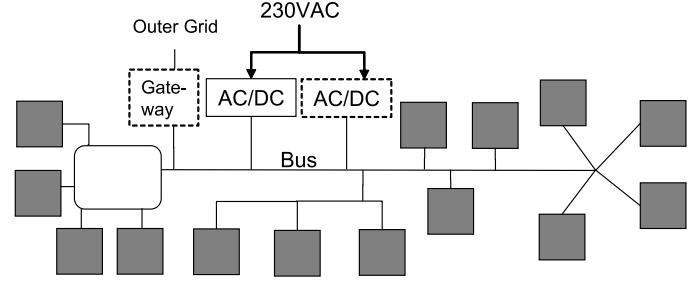 230VAC
Outer Grid
Gate-
way
AC/DC
AC/DC
Bus